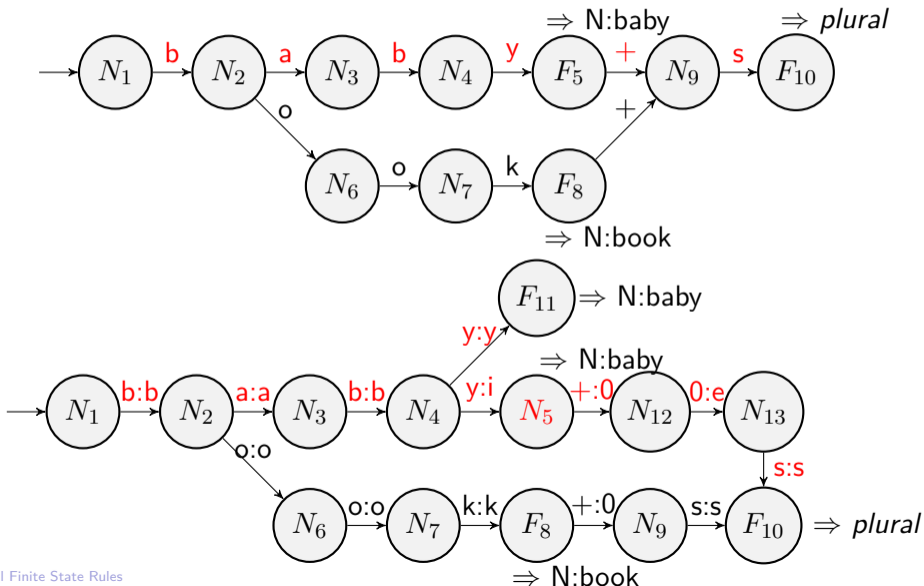 ⇒ N:baby ⇒ plural
N1 b N2 a N3 b N4 y F5 + N9 s F10
o +
N6 o N7 k F8
⇒ N:book
F11 ⇒ N:baby
y:y
⇒ N:baby
N1 b:b N2 a:a N3 b:b N4 y:i N5 +:0 N12 0:e N13
o:o s:s
N6 o:o N7 k:k F8 +:0 N9 s:s F10 ⇒ plural
⇒ N:book
l Finite State Rules